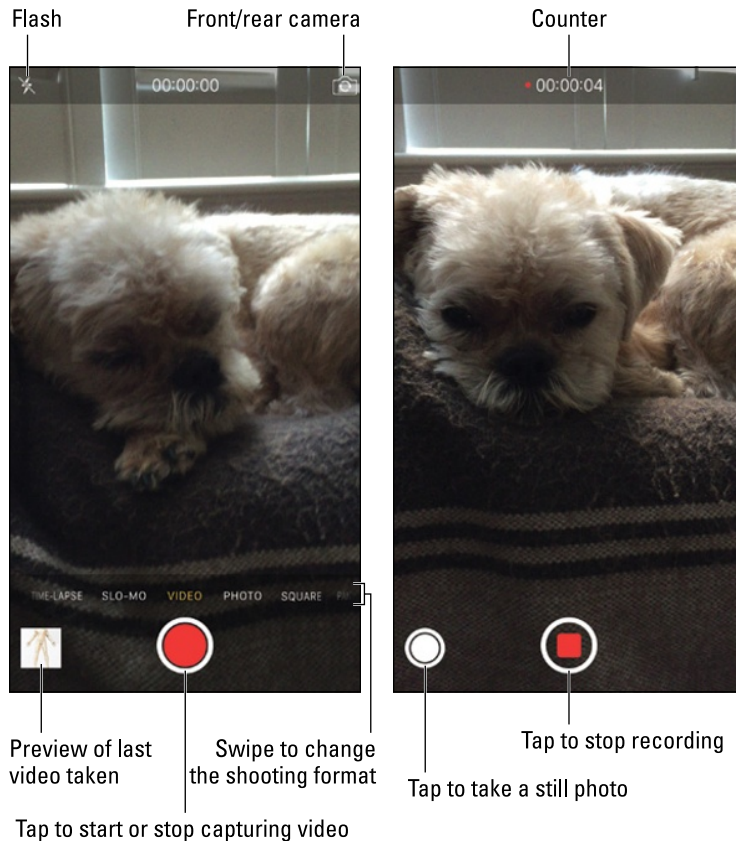 Flash
Front/rear camera
Counter
00:00:00
00:00:04
TIME-LAPSE SLO-MO VIDEO PHOTO SQUARE
Preview of last
video taken
Swipe to change
the shooting format
Tap to start or stop capturing video
Tap to stop recording
Tap to take a still photo